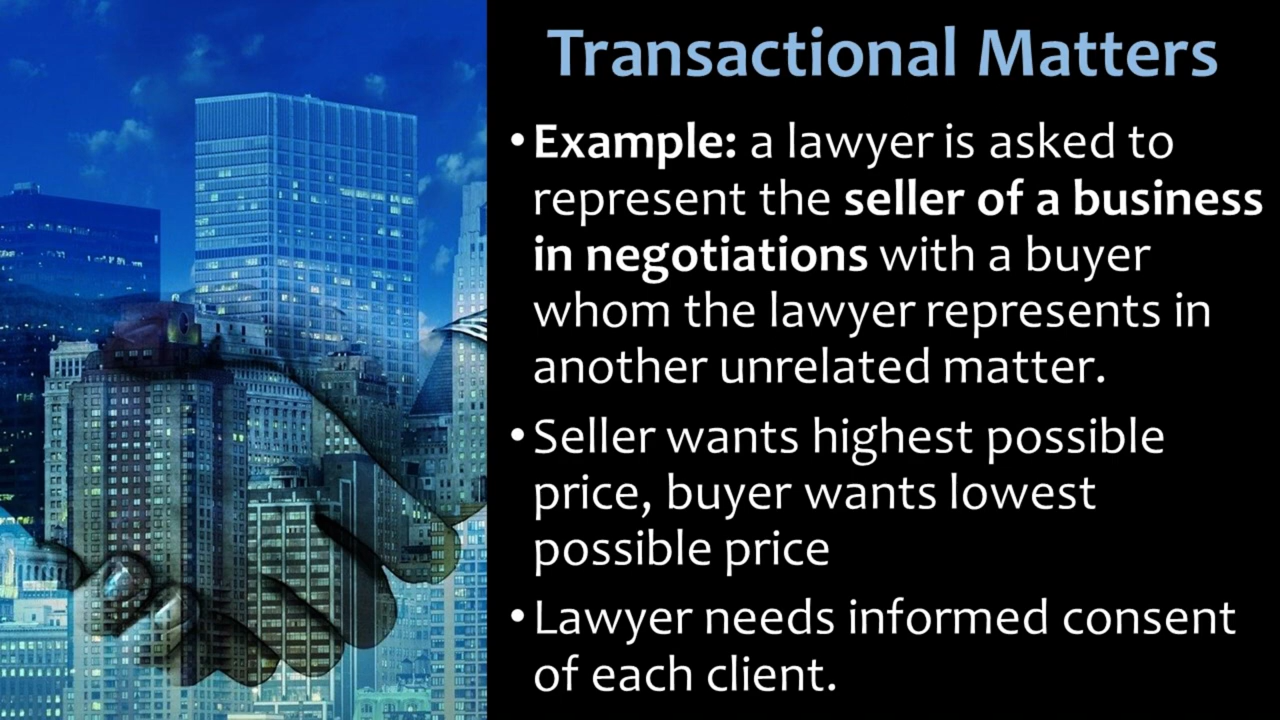 Transactional Matters
•Example: a lawyer is asked to
represent the seller of a business
in negotiations with a buyer
whom the lawyer represents in
another unrelated matter.
•Seller wants highest possible
price, buyer wants lowest
possible price
•Lawyer needs informed consent
of each client.